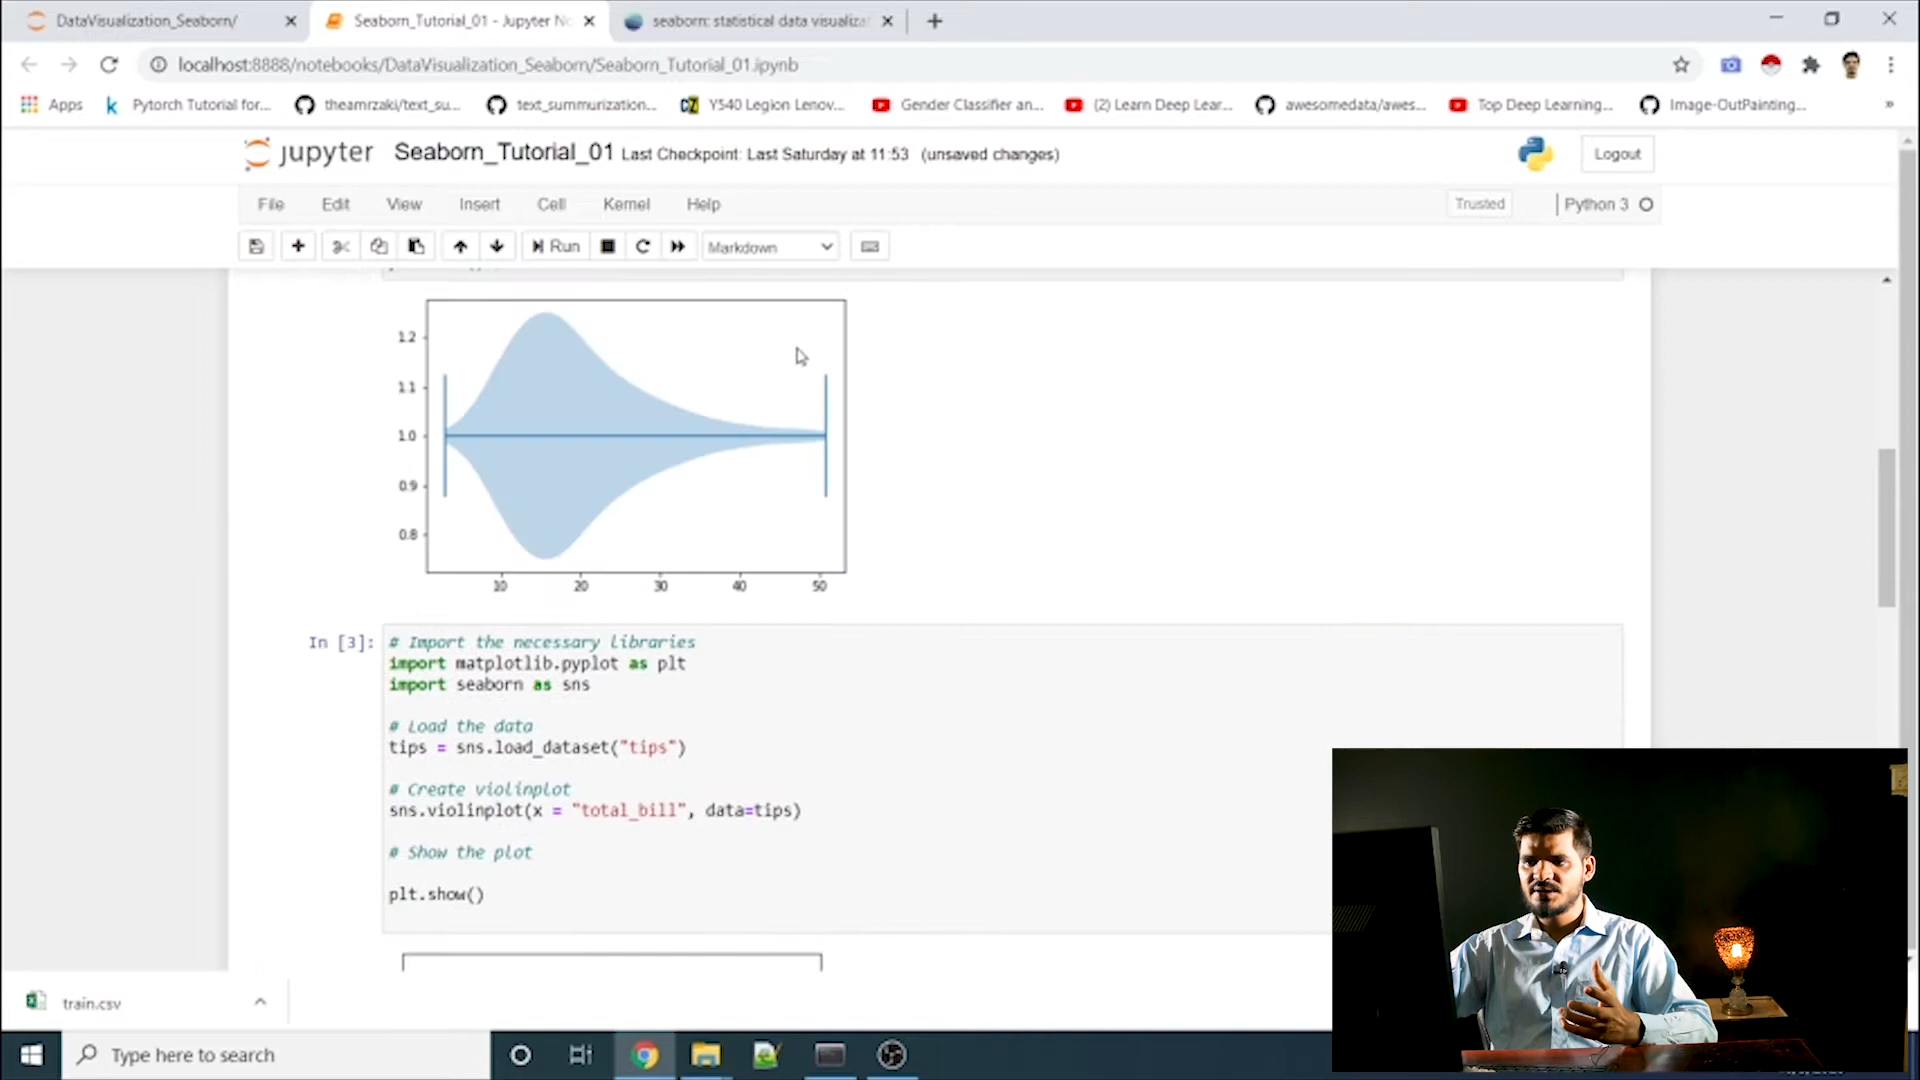 DataVisualization_Seaborn/
Seaborn_Tutorial_01 - Jupyter No
seaborn: statistical data visualiza
localhost:8888/notebooks/DataVisualization_Seaborn/Seaborn_Tutorial_01.ipynb
Apps
Pytorch Tutorial for...
theamrzaki/text_su...
text_summurization...
CZ
Y540 Legion Lenov...
Gender Classifier an...
(2) Learn Deep Lear...
awesomedata/awes...
Top Deep Learning...
Image-OutPainting...
jupyter
Seaborn_Tutorial_01
Last Checkpoint: Last Saturday at 11:53 (unsaved changes)
Logout
File
Edit
View
Insert
Cell
Kernel
Help
Trusted
Python 3
Run
Markdown
1.2
1.1
1.0
0.9
0.8
10
20
30
40
50
In [3]:
# Import the necessary libraries
import matplotlib.pyplot as plt
import seaborn as sns
# Load the data
tips = sns.load_dataset("tips")
# Create violinplot
sns.violinplot(x = "total_bill", data=tips)
# Show the plot
plt.show()
train.csv
Type here to search